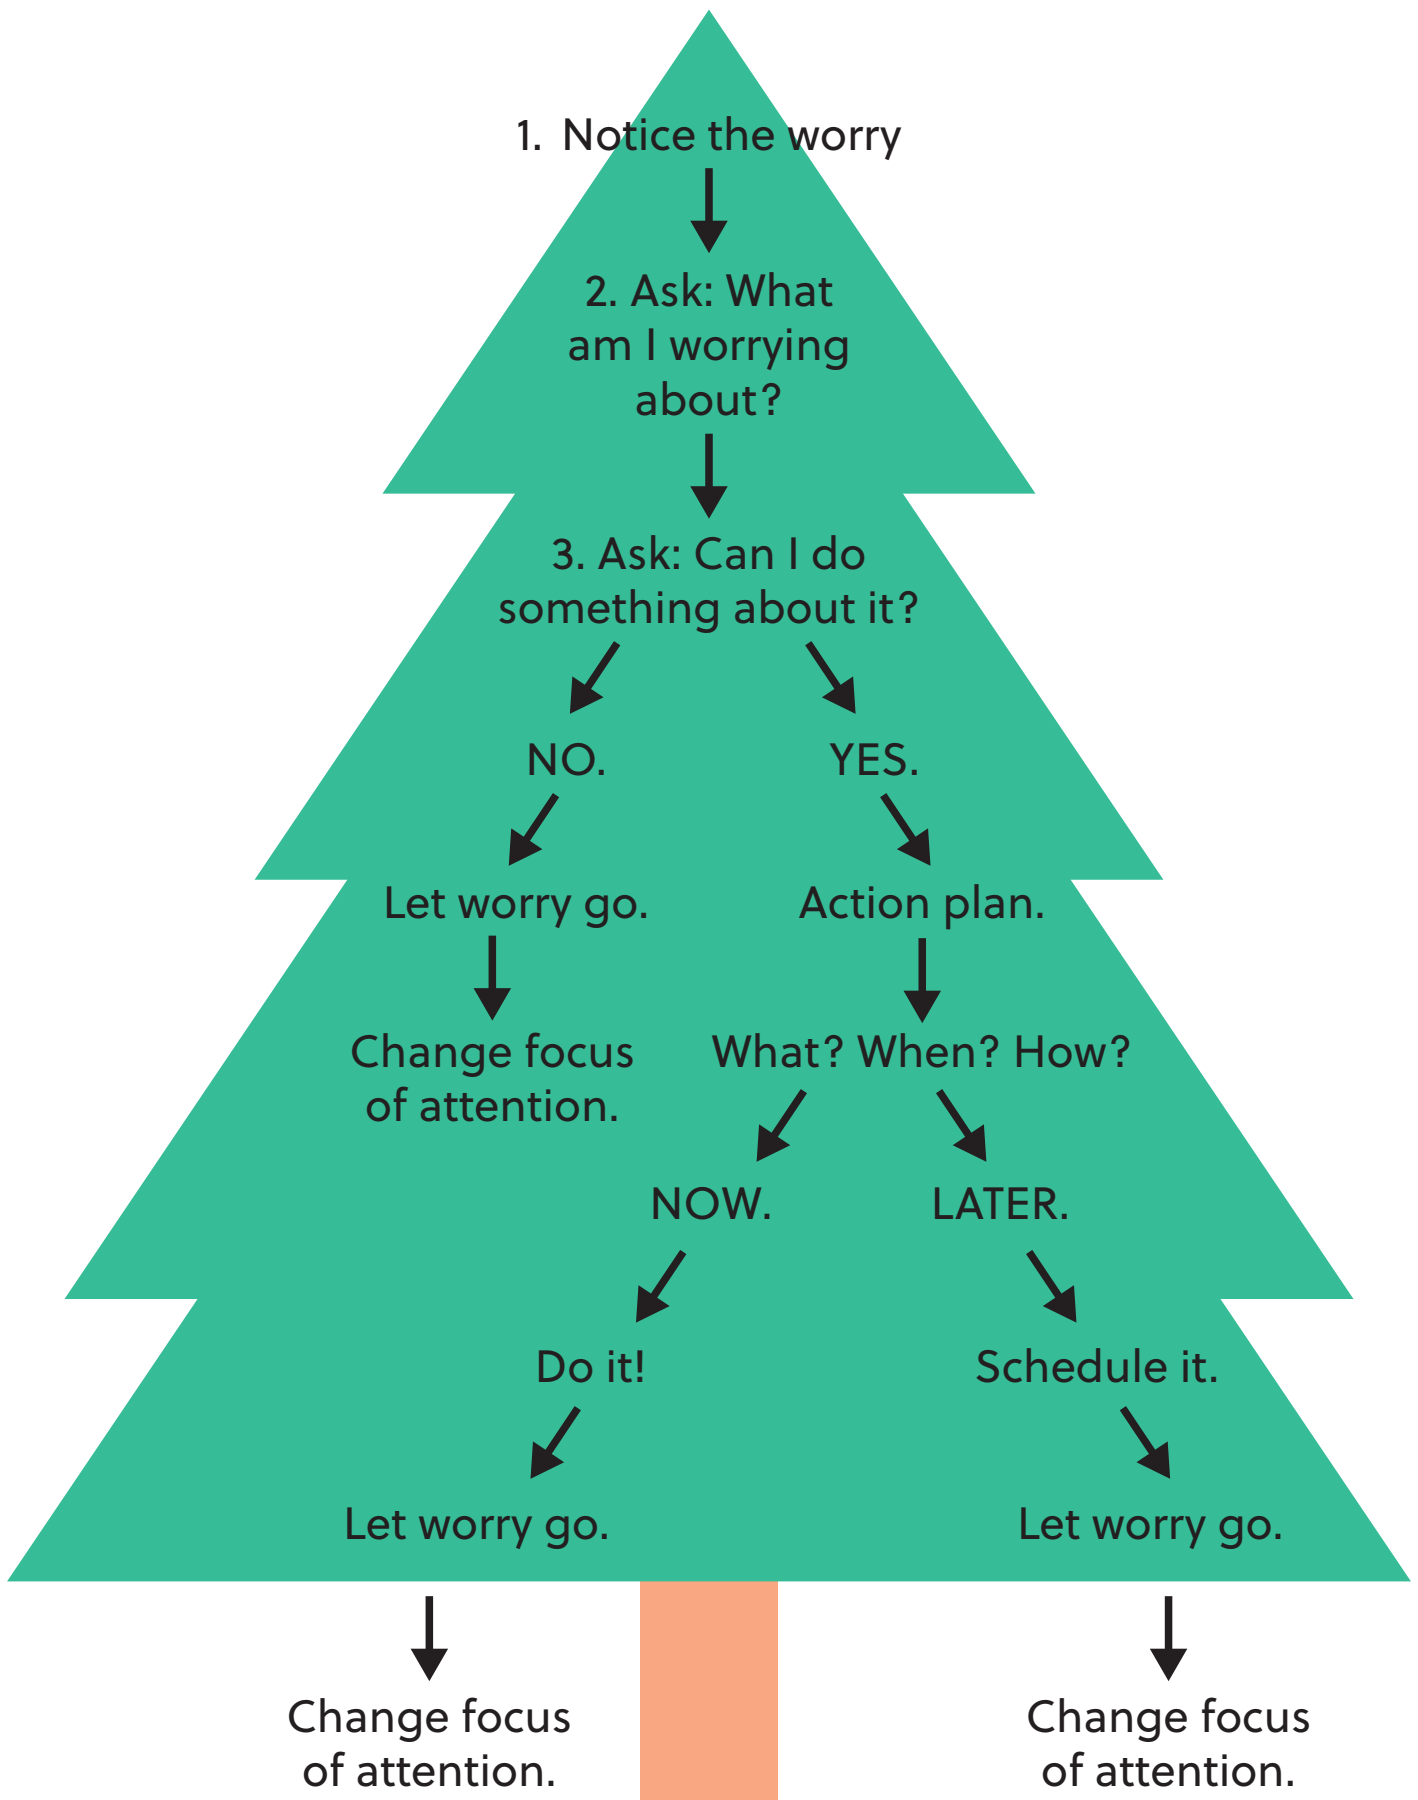 1. Notice the worry
2. Ask: What
am I worrying
about?
3. Ask: Can I do
something about it?
NO.
YES.
Let worry go.
Action plan.
Change focus
of attention.
What? When? How?
NOW.
LATER.
Do it!
Schedule it.
Let worry go.
Let worry go.
Change focus
of attention.
Change focus
of attention.